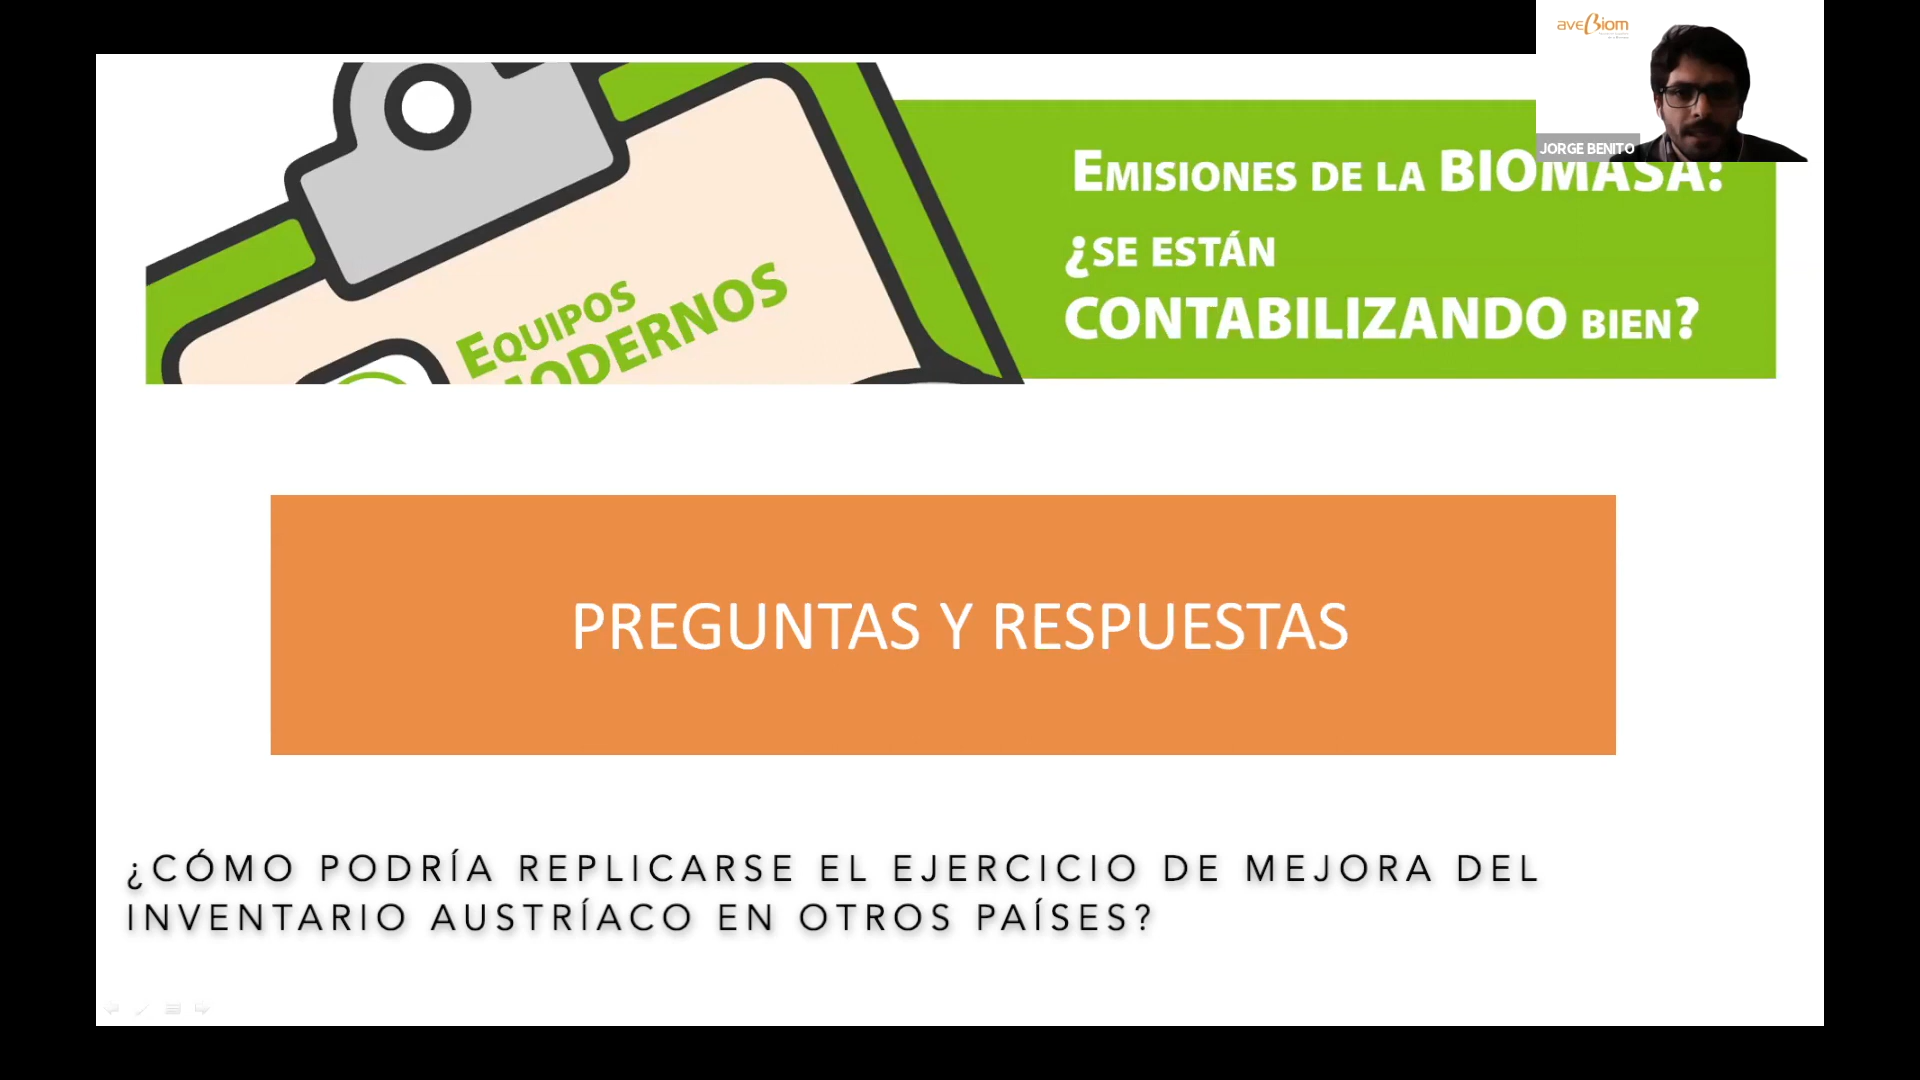 aveBiom
JORGE BENITO
EMISIONES DE LA BIOMASA:
¿SE ESTÁN
CONTABILIZANDO BIEN?
EQUIPOS
MODERNOS
PREGUNTAS Y RESPUESTAS
¿CÓMO PODRÍA REPLICARSE EL EJERCICIO DE MEJORA DEL
INVENTARIO AUSTRÍACO EN OTROS PAÍSES?